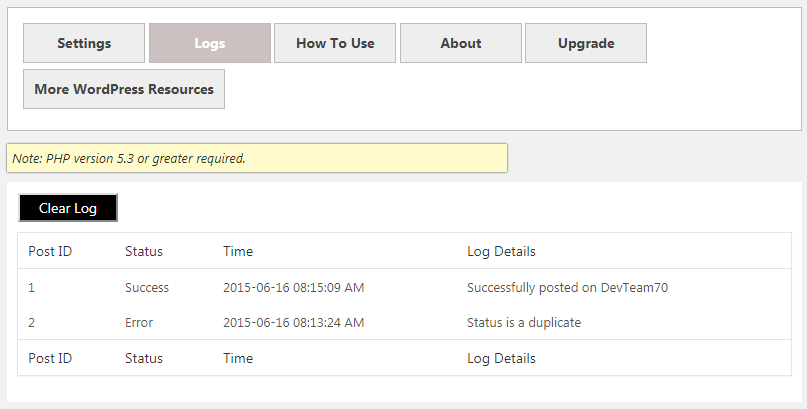 Settings Logs How To Use About Upgrade
More WordPress Resources
Note: PHP version 5.3 or greater required.
Clear Log
Post ID Status Time Log Details
1 Success 2015-06-16 08:15:09 AM Successfully posted on DevTeam70
2 Error 2015-06-16 08:13:24 AM Status is a duplicate
Post ID Status Time Log Details